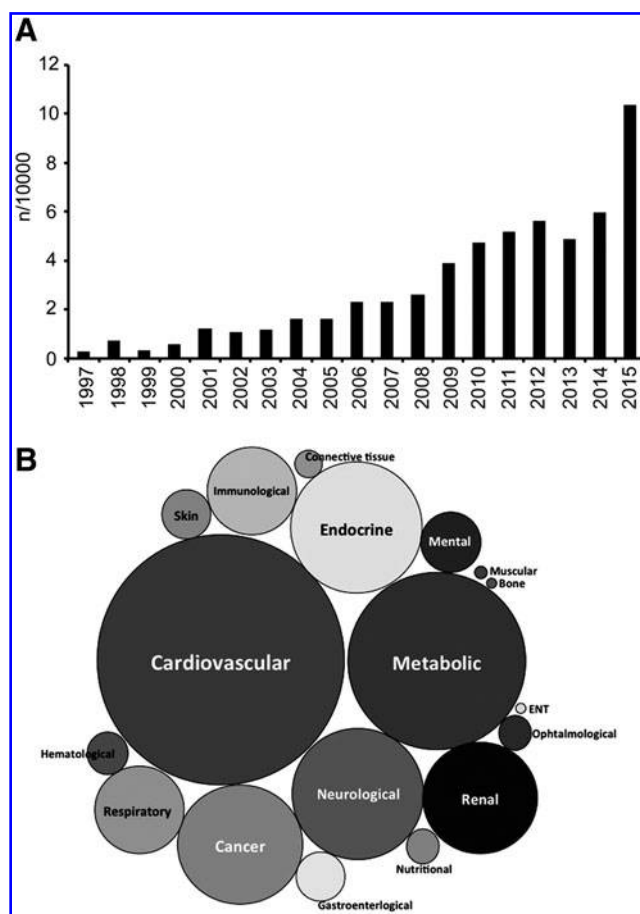 A
12
10
8
6
4
2
0
n/10000
1997
1998
1999
2000
2001
2002
2003
2004
2005
2006
2007
2008
2009
2010
2011
2012
2013
2014
2015
B
Connective tissue
Immunological
Skin
Endocrine
Mental
Muscular
Bone
Cardiovascular
Metabolic
ENT
Ophtalmological
Hematological
Neurological
Renal
Respiratory
Cancer
Nutritional
Gastroenterlogical